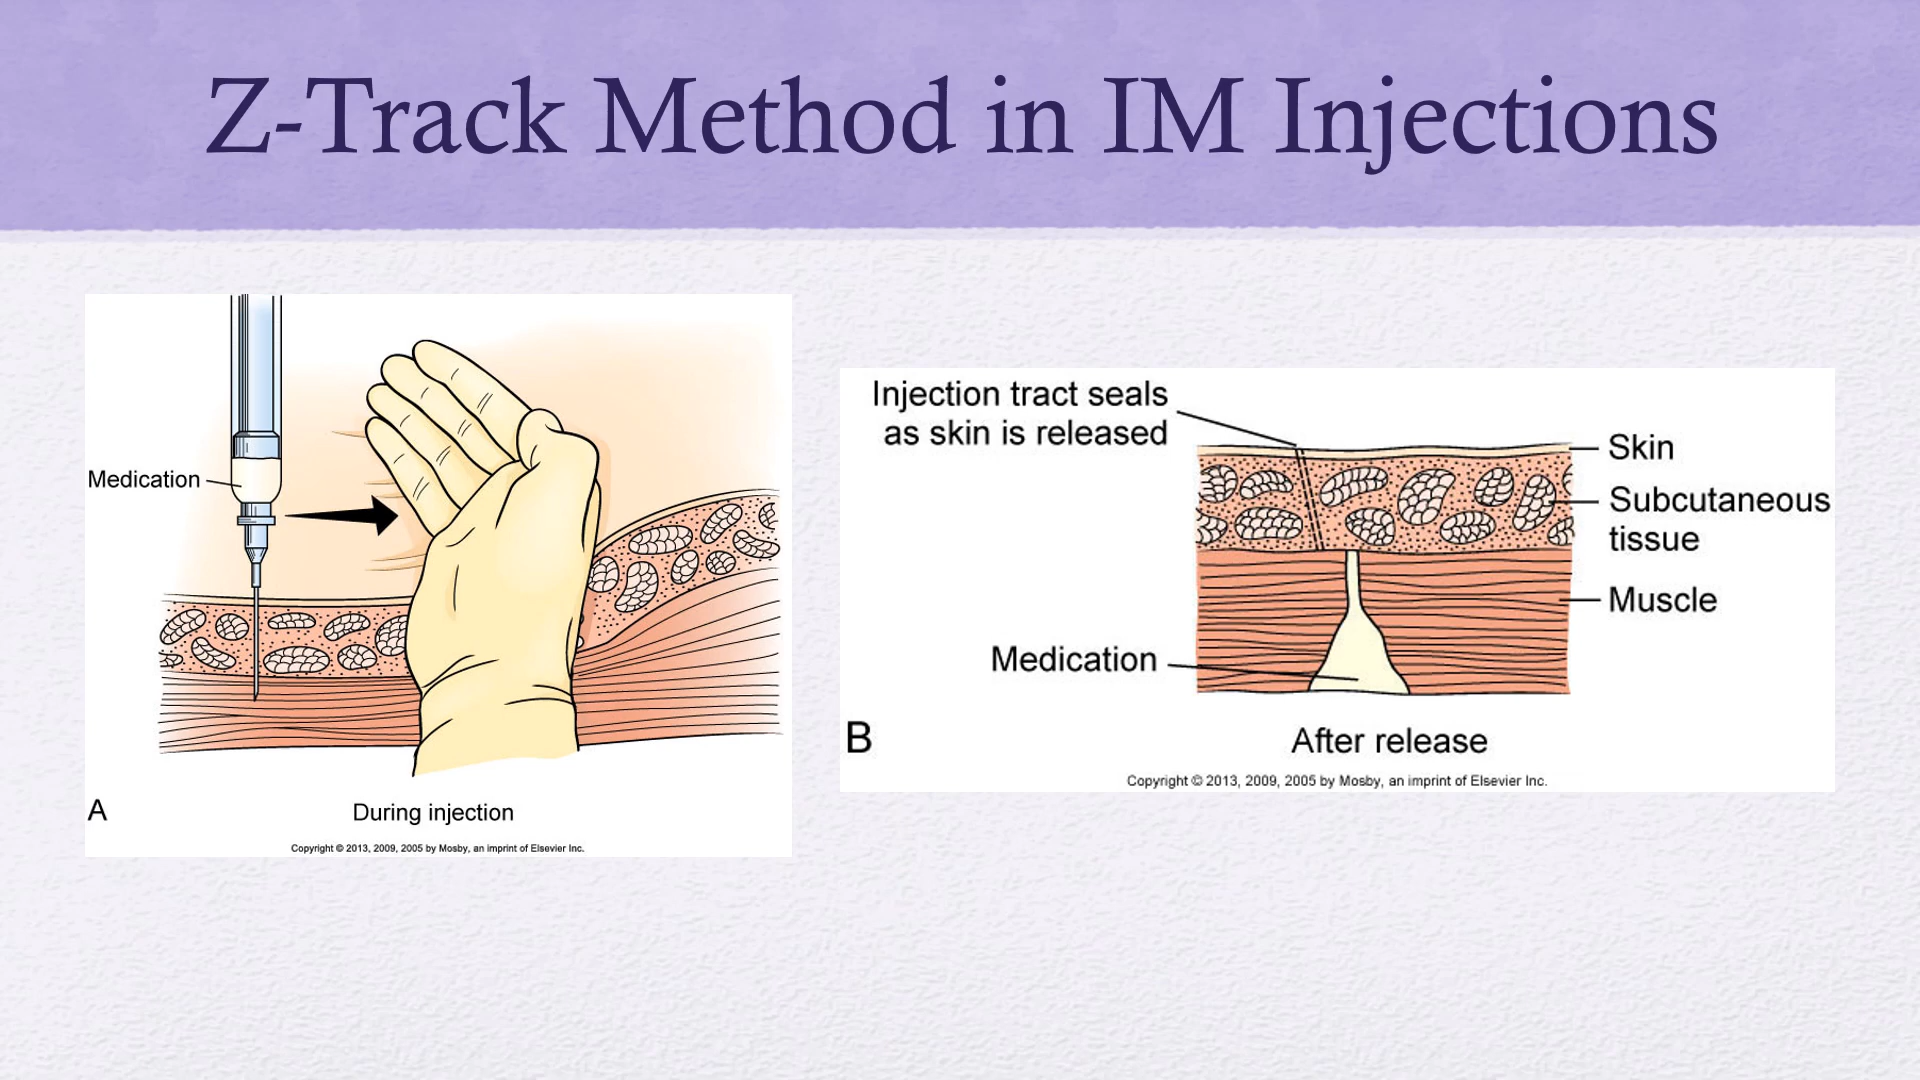 Z-Track Method in IM Injections
Medication
A
During injection
Copyright © 2013, 2009, 2005 by Mosby, an imprint of Elsevier Inc.
Injection tract seals
as skin is released
Skin
Subcutaneous
tissue
Muscle
Medication
B
After release
Copyright © 2013, 2009, 2005 by Mosby, an imprint of Elsevier Inc.